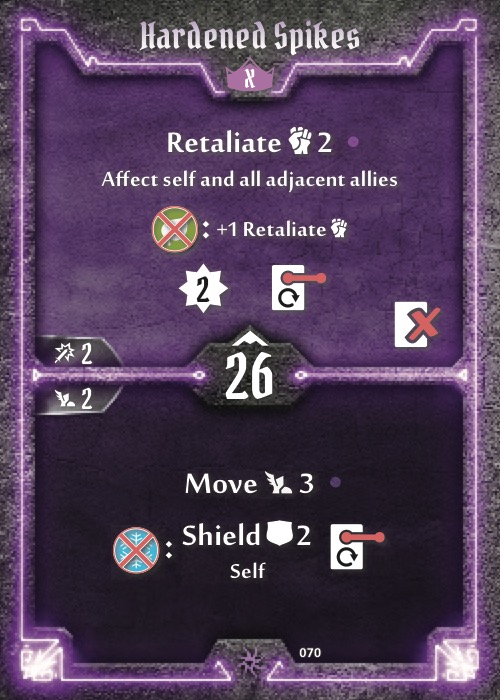 Hardened Spikes
X
Retaliate 2
Affect self and all adjacent allies
: +1 Retaliate
2
2
26
2
Move 3
: Shield 2
Self
070